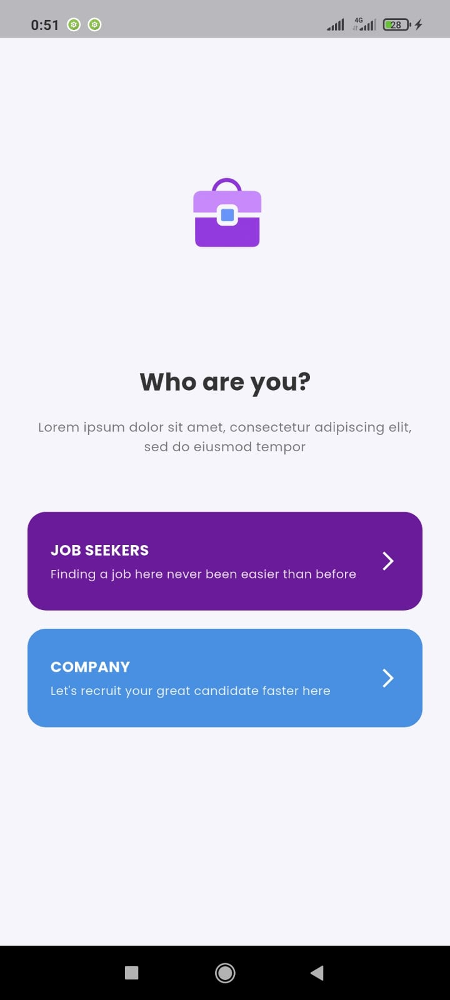 0:51
4G
28
Who are you?
Lorem ipsum dolor sit amet, consectetur adipiscing elit,
sed do eiusmod tempor
JOB SEEKERS
Finding a job here never been easier than before
COMPANY
Let's recruit your great candidate faster here